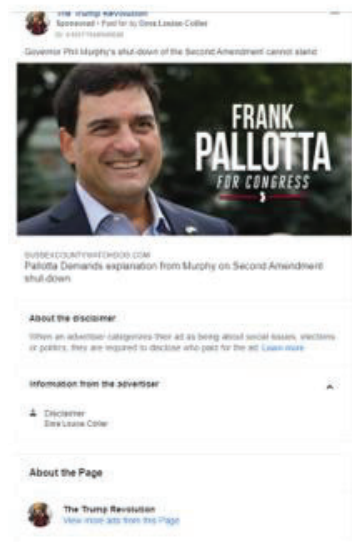 The Trump Revolution
Sponsored • Paid for by Dora Louise Collier
Governor Phil Murphy's shut-down of the Second Amendment cannot stand
FRANK
PALLOTTA
FOR CONGRESS
SUSSEXCOUNTYWATCHDOG.COM
Pallotta Demands explanation from Murphy on Second Amendment
shut-down
About the disclaimer
When an advertiser categorizes their ad as being about social issues, elections
or politics, they are required to disclose who paid for the ad. Learn more
Information from the advertiser
Disclaimer
Dora Louise Collier
About the Page
The Trump Revolution
View more ads from this Page